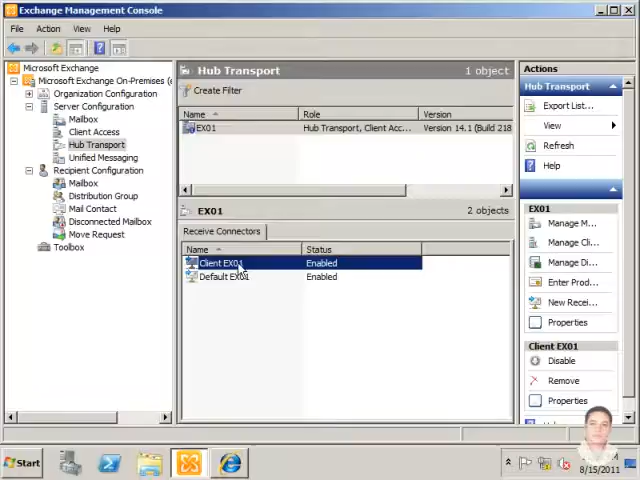 Exchange Management Console
File Action View Help
Microsoft Exchange
Microsoft Exchange On-Premises (e
Organization Configuration
Server Configuration
Mailbox
Client Access
Hub Transport
Unified Messaging
Recipient Configuration
Mailbox
Distribution Group
Mail Contact
Disconnected Mailbox
Move Request
Toolbox
Hub Transport 1 object
Create Filter
Name Role Version
EX01 Hub Transport, Client Acc... Version 14.1 (Build 218
EX01 2 objects
Receive Connectors
Name Status
Client EX01 Enabled
Default EX01 Enabled
Actions
Hub Transport
Export List...
View
Refresh
Help
EX01
Manage M...
Manage Cli...
Manage Di...
Enter Prod...
New Recei...
Properties
Client EX01
Disable
Remove
Properties
Start
8/15/2011